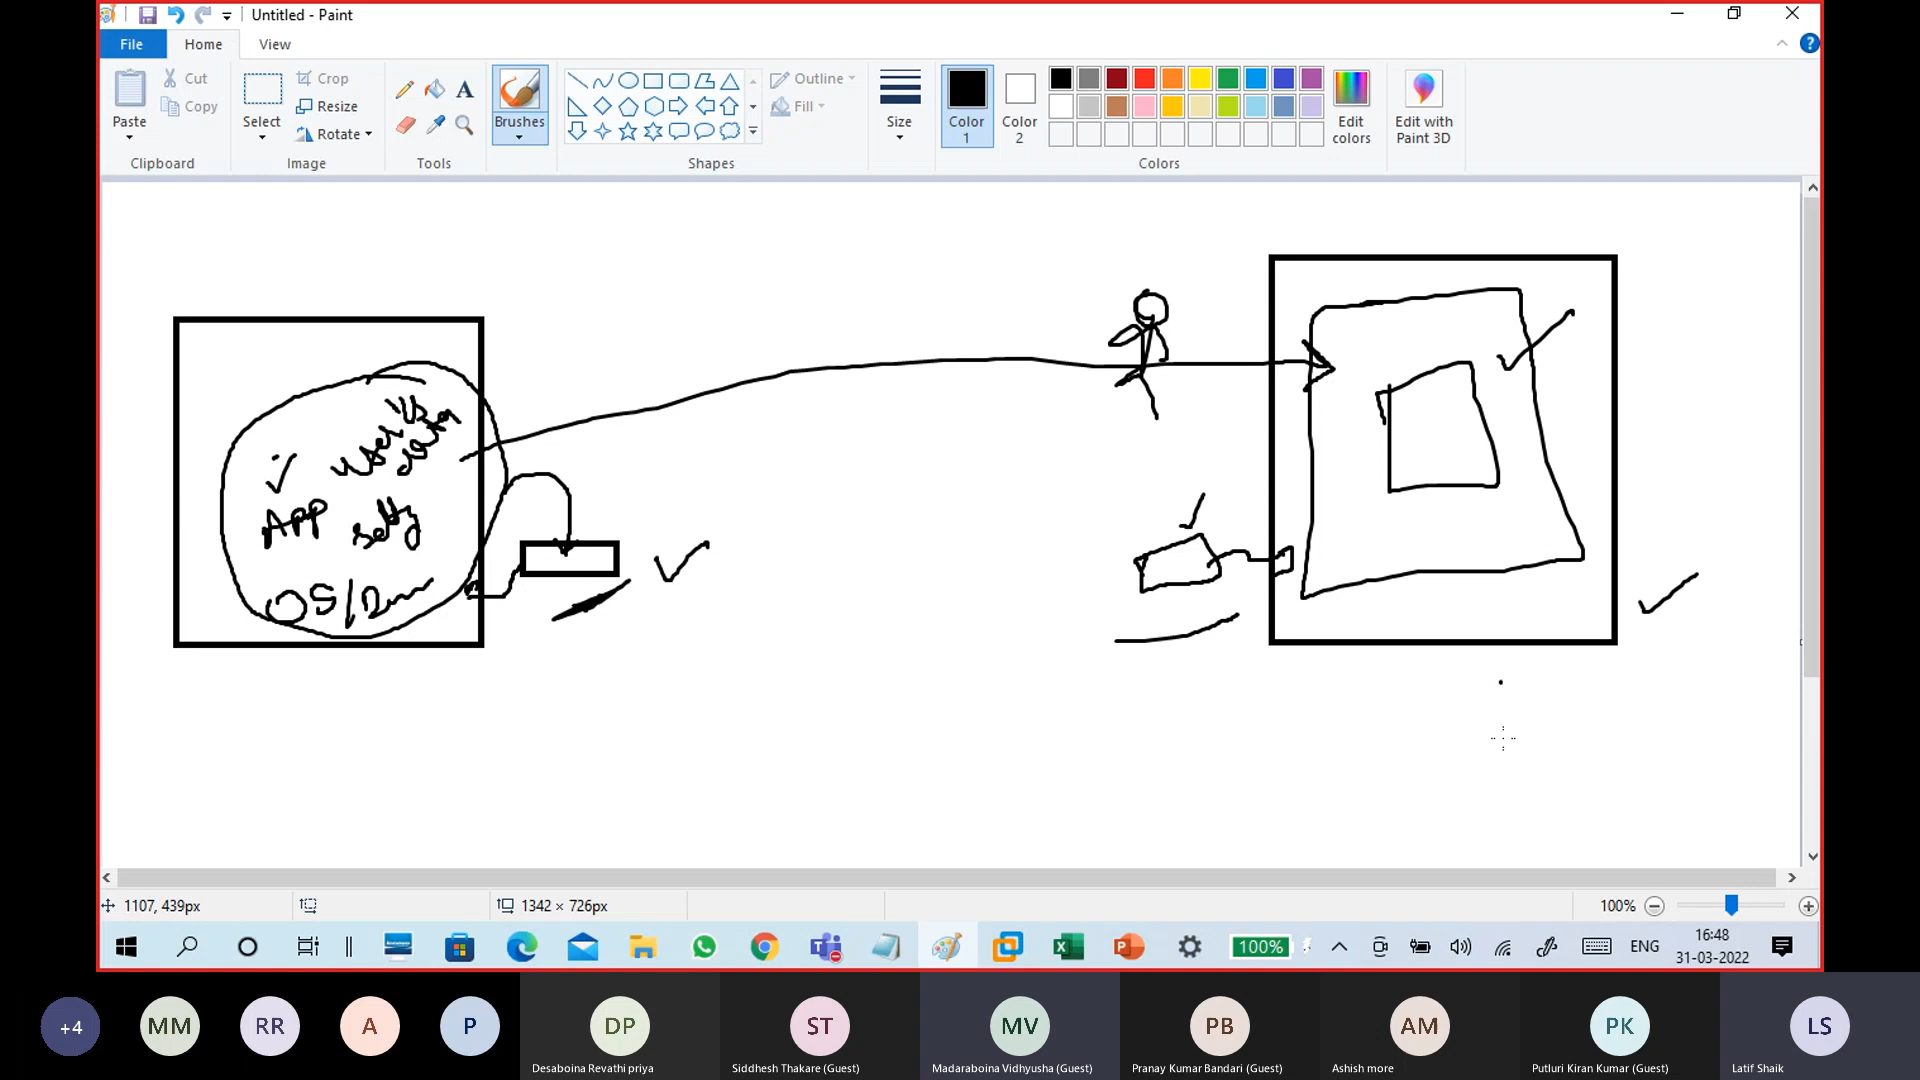 Untitled - Paint
File
Home
View
Paste
Cut
Copy
Clipboard
Select
Crop
Resize
Rotate
Image
A
Tools
Brushes
Outline
Fill
Shapes
Size
Color
1
Color
2
Edit
colors
Colors
Edit with
Paint 3D
user's
data
APP
OS/
1107, 439px
1342 × 726px
100%
100%
ENG
16:48
31-03-2022
+4
MM
RR
A
P
DP
Desaboina Revathi priya
ST
Siddhesh Thakare (Guest)
MV
Madaraboina Vidhyusha (Guest)
PB
Pranay Kumar Bandari (Guest)
AM
Ashish more
PK
Putluri Kiran Kumar (Guest)
LS
Latif Shaik